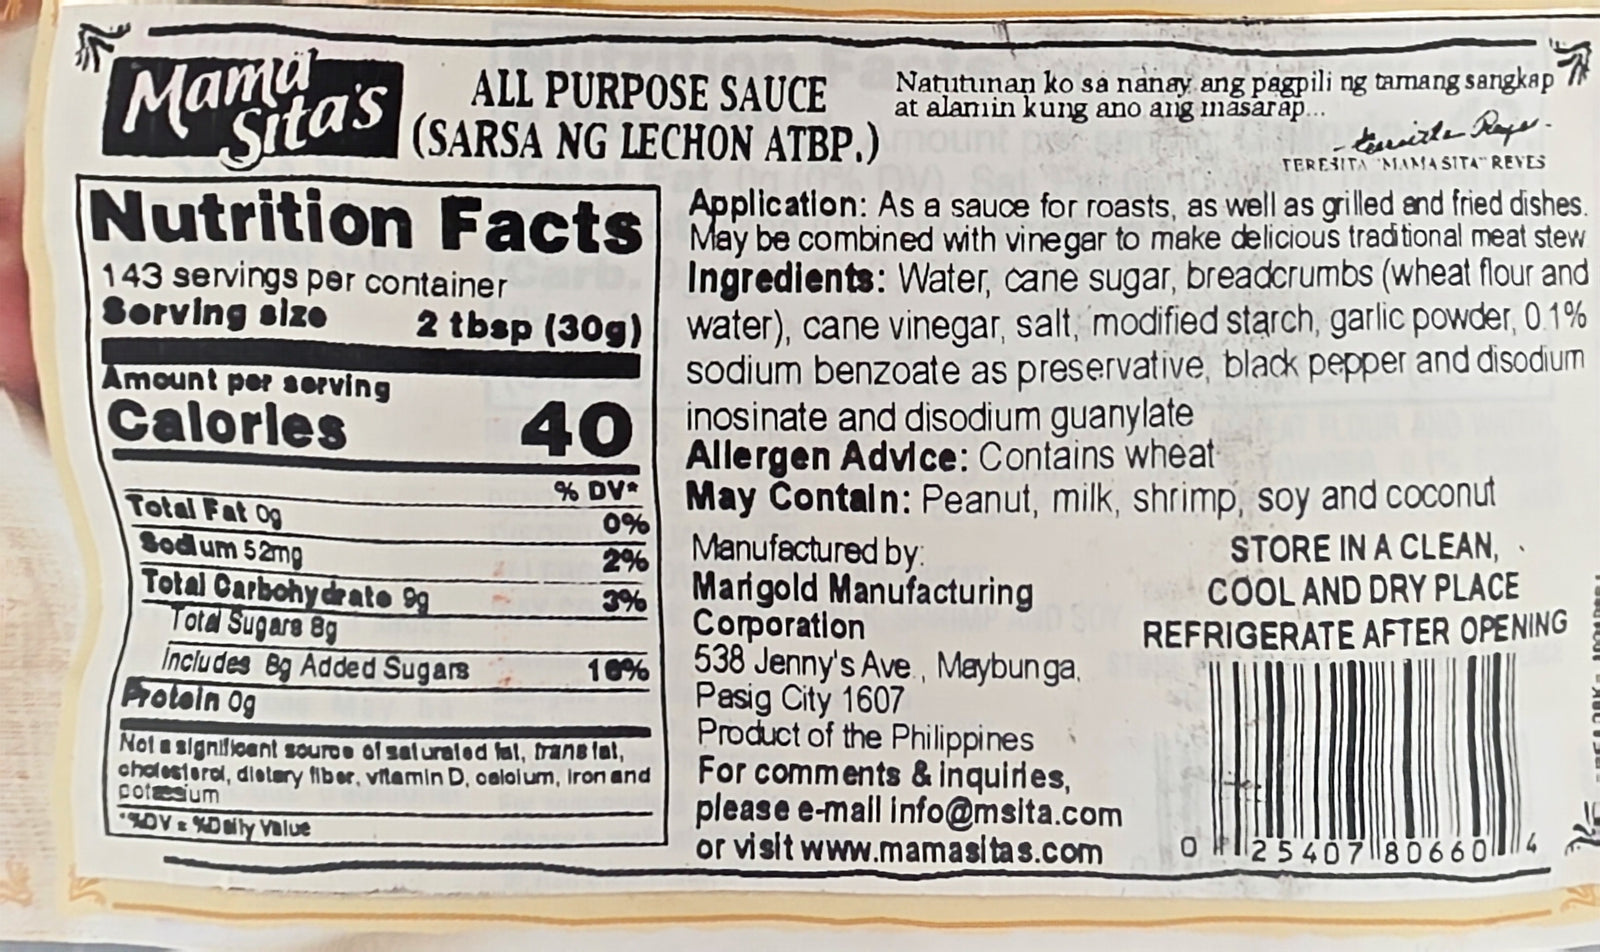 Mama Sita's
ALL PURPOSE SAUCE
(SARSA NG LECHON ATBP.)
Natutunan ko sa nanay ang pagpili ng tamang sangkap
at alamin kung ano ang masarap...
TERESITA "MAMA SITA" REYES
Nutrition Facts
143 servings per container
Serving size 2 tbsp (30g)
Amount per serving
Calories 40
% DV*
Total Fat 0g 0%
Sodium 52mg 2%
Total Carbohydrate 9g 3%
Total Sugars 8g
Includes 8g Added Sugars 16%
Protein 0g
Not a significant source of saturated fat, trans fat,
cholesterol, dietary fiber, vitamin D, calcium, iron and
potassium
*%DV = %Daily Value
Application: As a sauce for roasts, as well as grilled and fried dishes.
May be combined with vinegar to make delicious traditional meat stew
Ingredients: Water, cane sugar, breadcrumbs (wheat flour and
water), cane vinegar, salt, modified starch, garlic powder, 0.1%
sodium benzoate as preservative, black pepper and disodium
inosinate and disodium guanylate
Allergen Advice: Contains wheat
May Contain: Peanut, milk, shrimp, soy and coconut
Manufactured by:
Marigold Manufacturing
Corporation
538 Jenny's Ave., Maybunga,
Pasig City 1607
Product of the Philippines
For comments & inquiries,
please e-mail info@msita.com
or visit www.mamasitas.com
STORE IN A CLEAN,
COOL AND DRY PLACE
REFRIGERATE AFTER OPENING
0 25407 80660 4